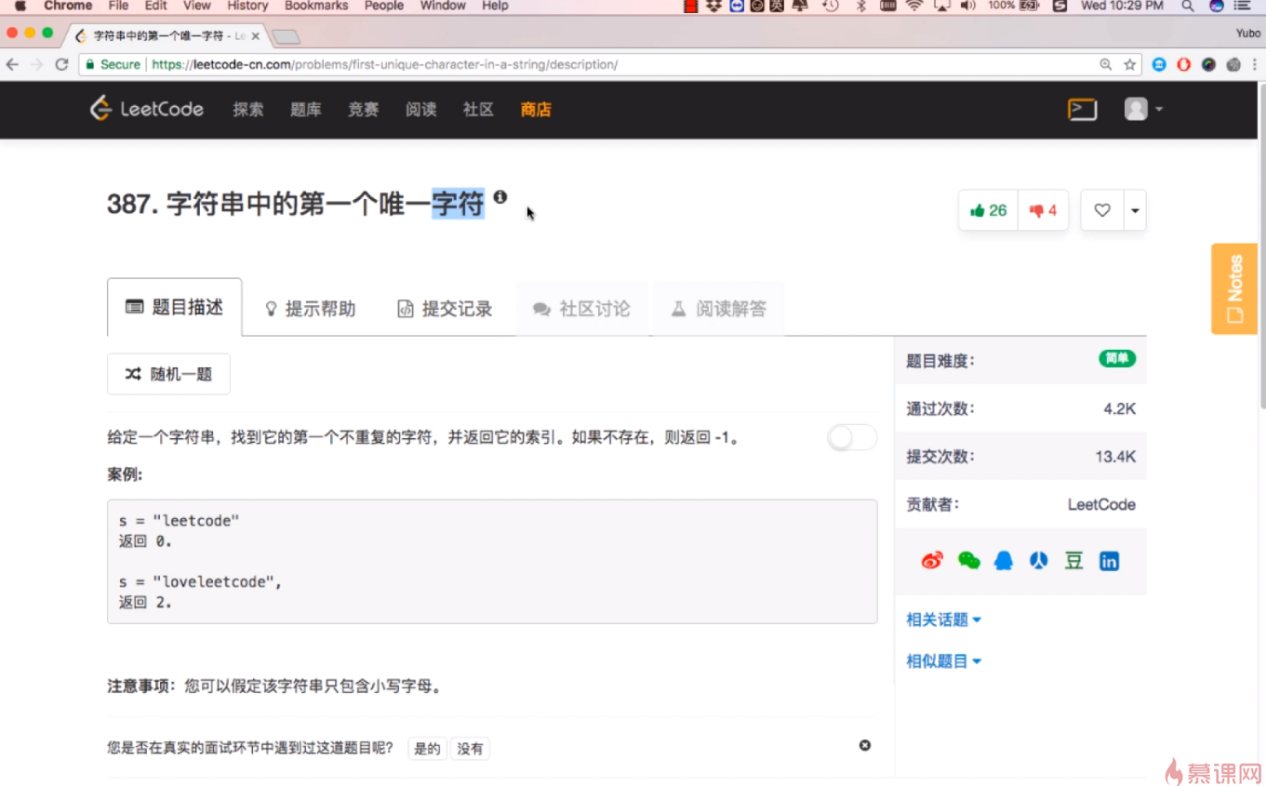 Chrome File Edit View History Bookmarks People Window Help 100% Wed 10:29 PM
字符串中的第一个唯一字符 - Le Yubo
Secure https://leetcode-cn.com/problems/first-unique-character-in-a-string/description/
LeetCode 探索 题库 竞赛 阅读 社区 商店
387. 字符串中的第一个唯一字符
26 4
Notes
题目描述 提示帮助 提交记录 社区讨论 阅读解答
随机一题
题目难度: 简单
通过次数: 4.2K
给定一个字符串，找到它的第一个不重复的字符，并返回它的索引。如果不存在，则返回 -1。
提交次数: 13.4K
案例:
贡献者: LeetCode
s = "leetcode"
返回 0.
s = "loveleetcode",
返回 2.
豆 in
相关话题
相似题目
注意事项：您可以假定该字符串只包含小写字母。
您是否在真实的面试环节中遇到过这道题目呢? 是的 没有
慕课网